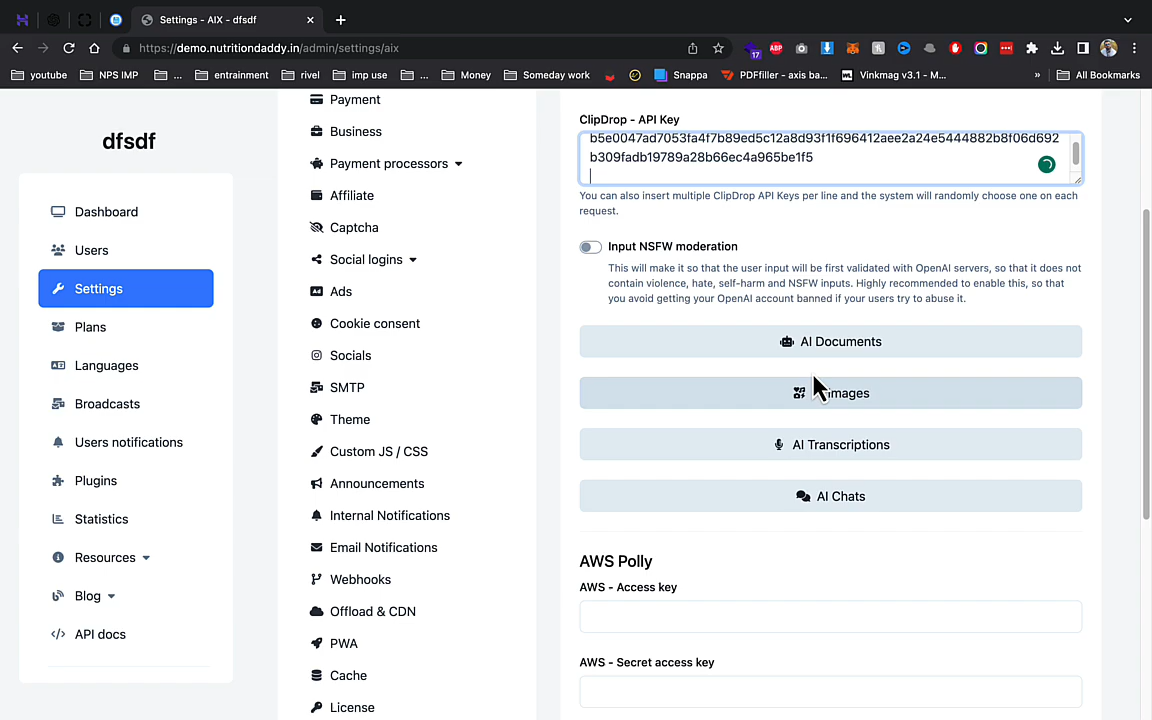 Settings - AIX - dfsdf
https://demo.nutritiondaddy.in/admin/settings/aix
17
ABP
youtube
NPS IMP
...
entrainment
rivel
imp use
...
Money
Someday work
Snappa
PDFfiller - axis ba...
Vinkmag v3.1 - M...
»
All Bookmarks
dfsdf
Dashboard
Users
Settings
Plans
Languages
Broadcasts
Users notifications
Plugins
Statistics
Resources
Blog
API docs
Payment
Business
Payment processors
Affiliate
Captcha
Social logins
Ads
Cookie consent
Socials
SMTP
Theme
Custom JS / CSS
Announcements
Internal Notifications
Email Notifications
Webhooks
Offload & CDN
PWA
Cache
License
ClipDrop - API Key
b5e0047ad7053fa4f7b89ed5c12a8d93f1f696412aee2a24e5444882b8f06d692
b309fadb19789a28b66ec4a965be1f5
You can also insert multiple ClipDrop API Keys per line and the system will randomly choose one on each
request.
Input NSFW moderation
This will make it so that the user input will be first validated with OpenAI servers, so that it does not
contain violence, hate, self-harm and NSFW inputs. Highly recommended to enable this, so that
you avoid getting your OpenAI account banned if your users try to abuse it.
AI Documents
mages
AI Transcriptions
AI Chats
AWS Polly
AWS - Access key
AWS - Secret access key